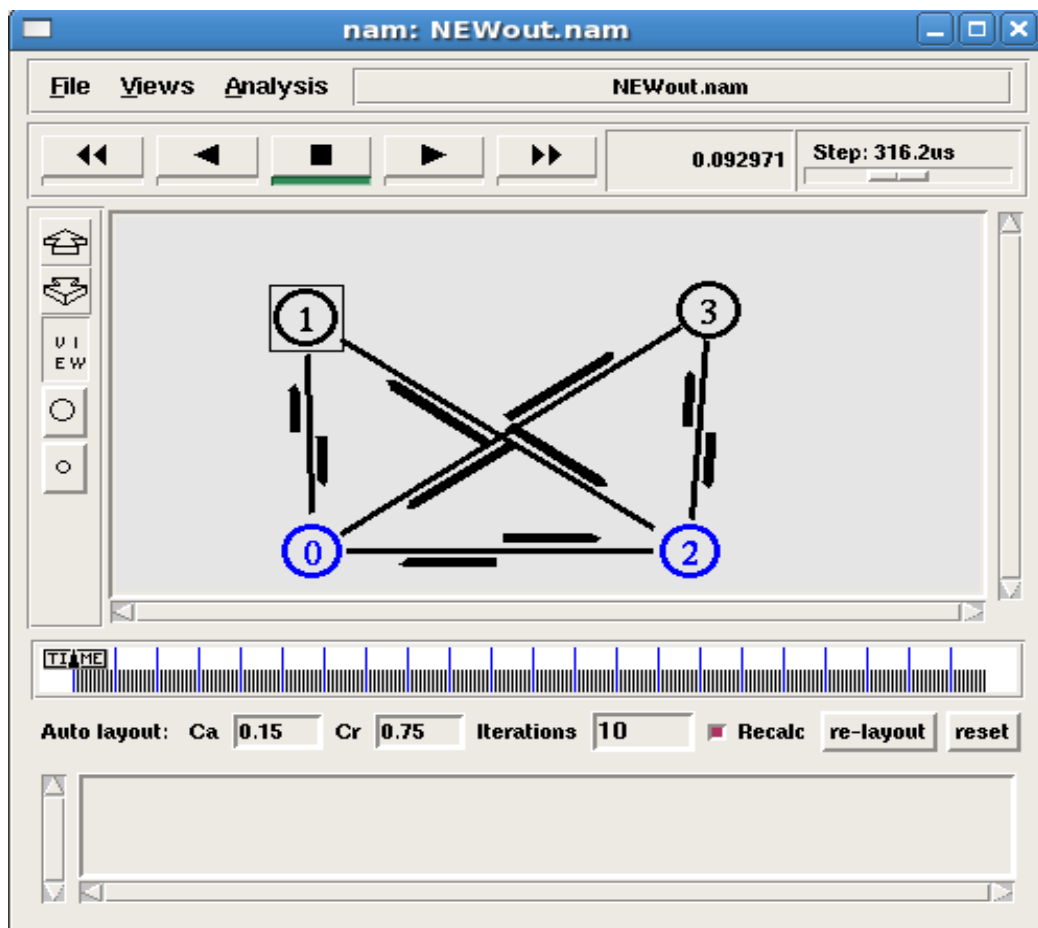 nam: NEWout.nam
File Views Analysis NEWout.nam
0.092971 Step: 316.2us
VIEW
1 3
0 2
TIME
Auto layout: Ca 0.15 Cr 0.75 Iterations 10 Recalc re-layout reset